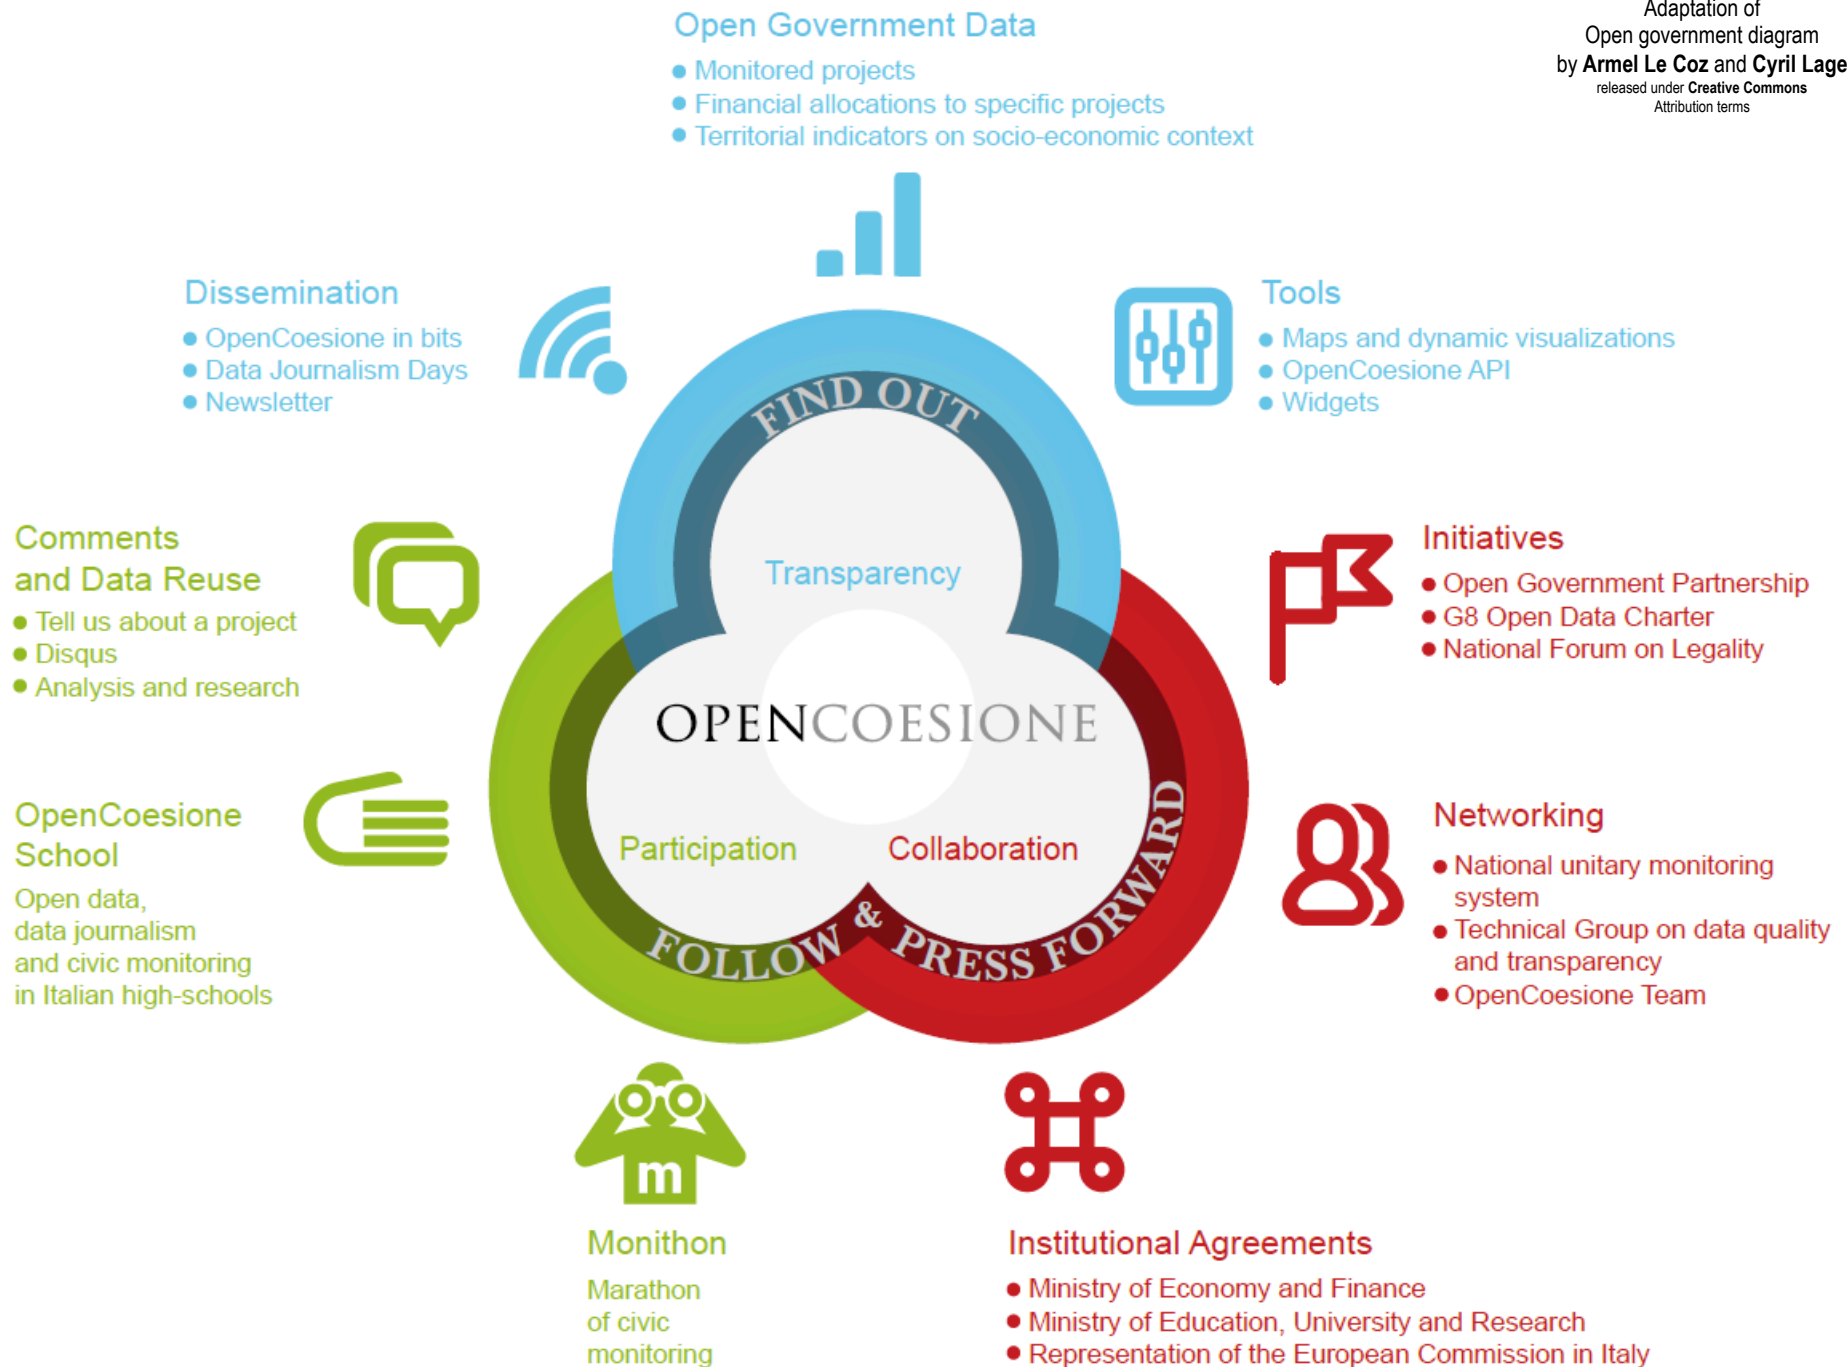 Adaptation of
Open government diagram
by Armel Le Coz and Cyril Lage
released under Creative Commons
Attribution terms
Open Government Data
Monitored projects
Financial allocations to specific projects
Territorial indicators on socio-economic context
Dissemination
OpenCoesione in bits
Data Journalism Days
Newsletter
Tools
Maps and dynamic visualizations
OpenCoesione API
Widgets
FIND OUT
Transparency
Comments
and Data Reuse
Tell us about a project
Disqus
Analysis and research
Initiatives
Open Government Partnership
G8 Open Data Charter
National Forum on Legality
OPENCOESIONE
Participation
Collaboration
FOLLOW & PRESS FORWARD
OpenCoesione
School
Open data,
data journalism
and civic monitoring
in Italian high-schools
Networking
National unitary monitoring
system
Technical Group on data quality
and transparency
OpenCoesione Team
m
Monithon
Marathon
of civic
monitoring
Institutional Agreements
Ministry of Economy and Finance
Ministry of Education, University and Research
Representation of the European Commission in Italy